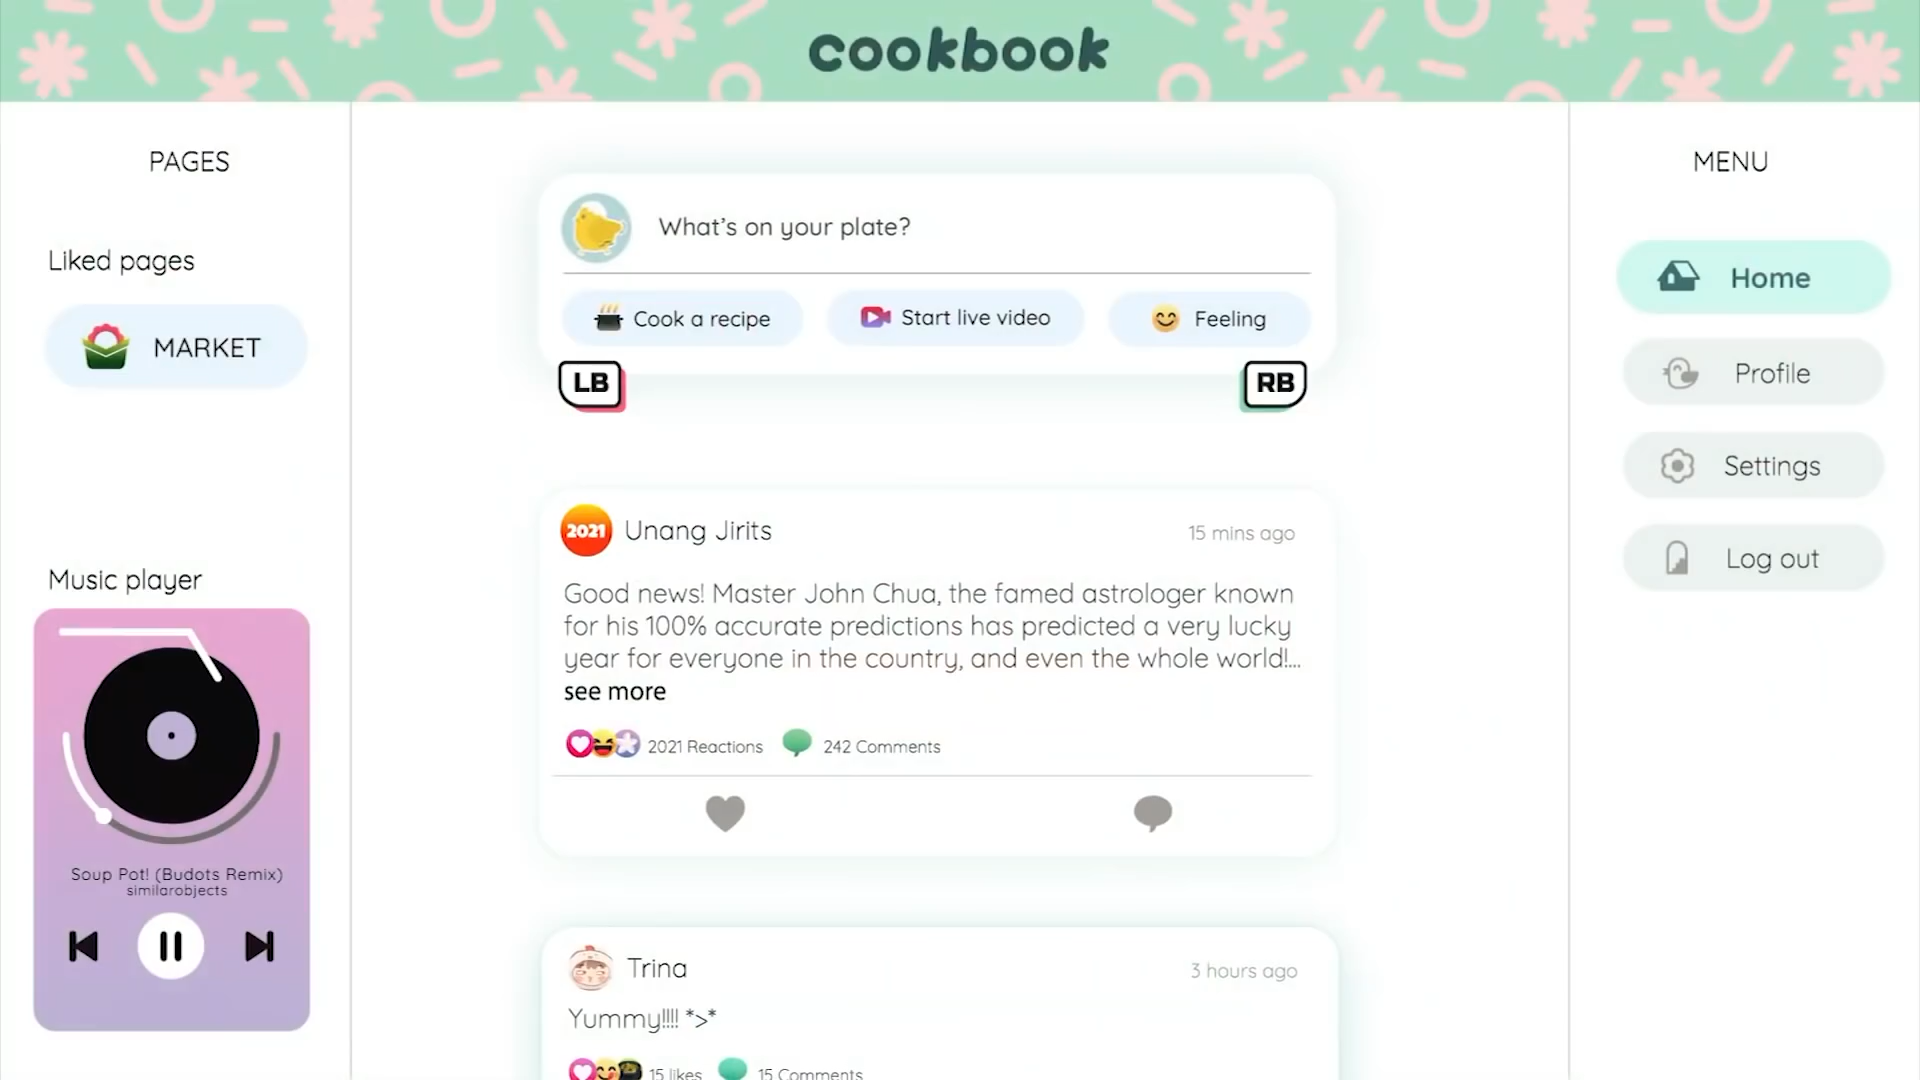 cookbook
PAGES
Liked pages
MARKET
Music player
Soup Pot! (Budots Remix)
similarobjects
What's on your plate?
Cook a recipe
Start live video
Feeling
LB
RB
2021
Unang Jirits
15 mins ago
Good news! Master John Chua, the famed astrologer known
for his 100% accurate predictions has predicted a very lucky
year for everyone in the country, and even the whole world!...
see more
2021 Reactions
242 Comments
Trina
3 hours ago
Yummy!!!! *>*
15 likes
15 Comments
MENU
Home
Profile
Settings
Log out